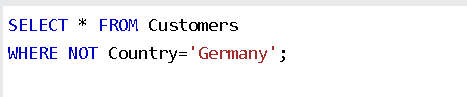 SELECT * FROM Customers
WHERE NOT Country='Germany';